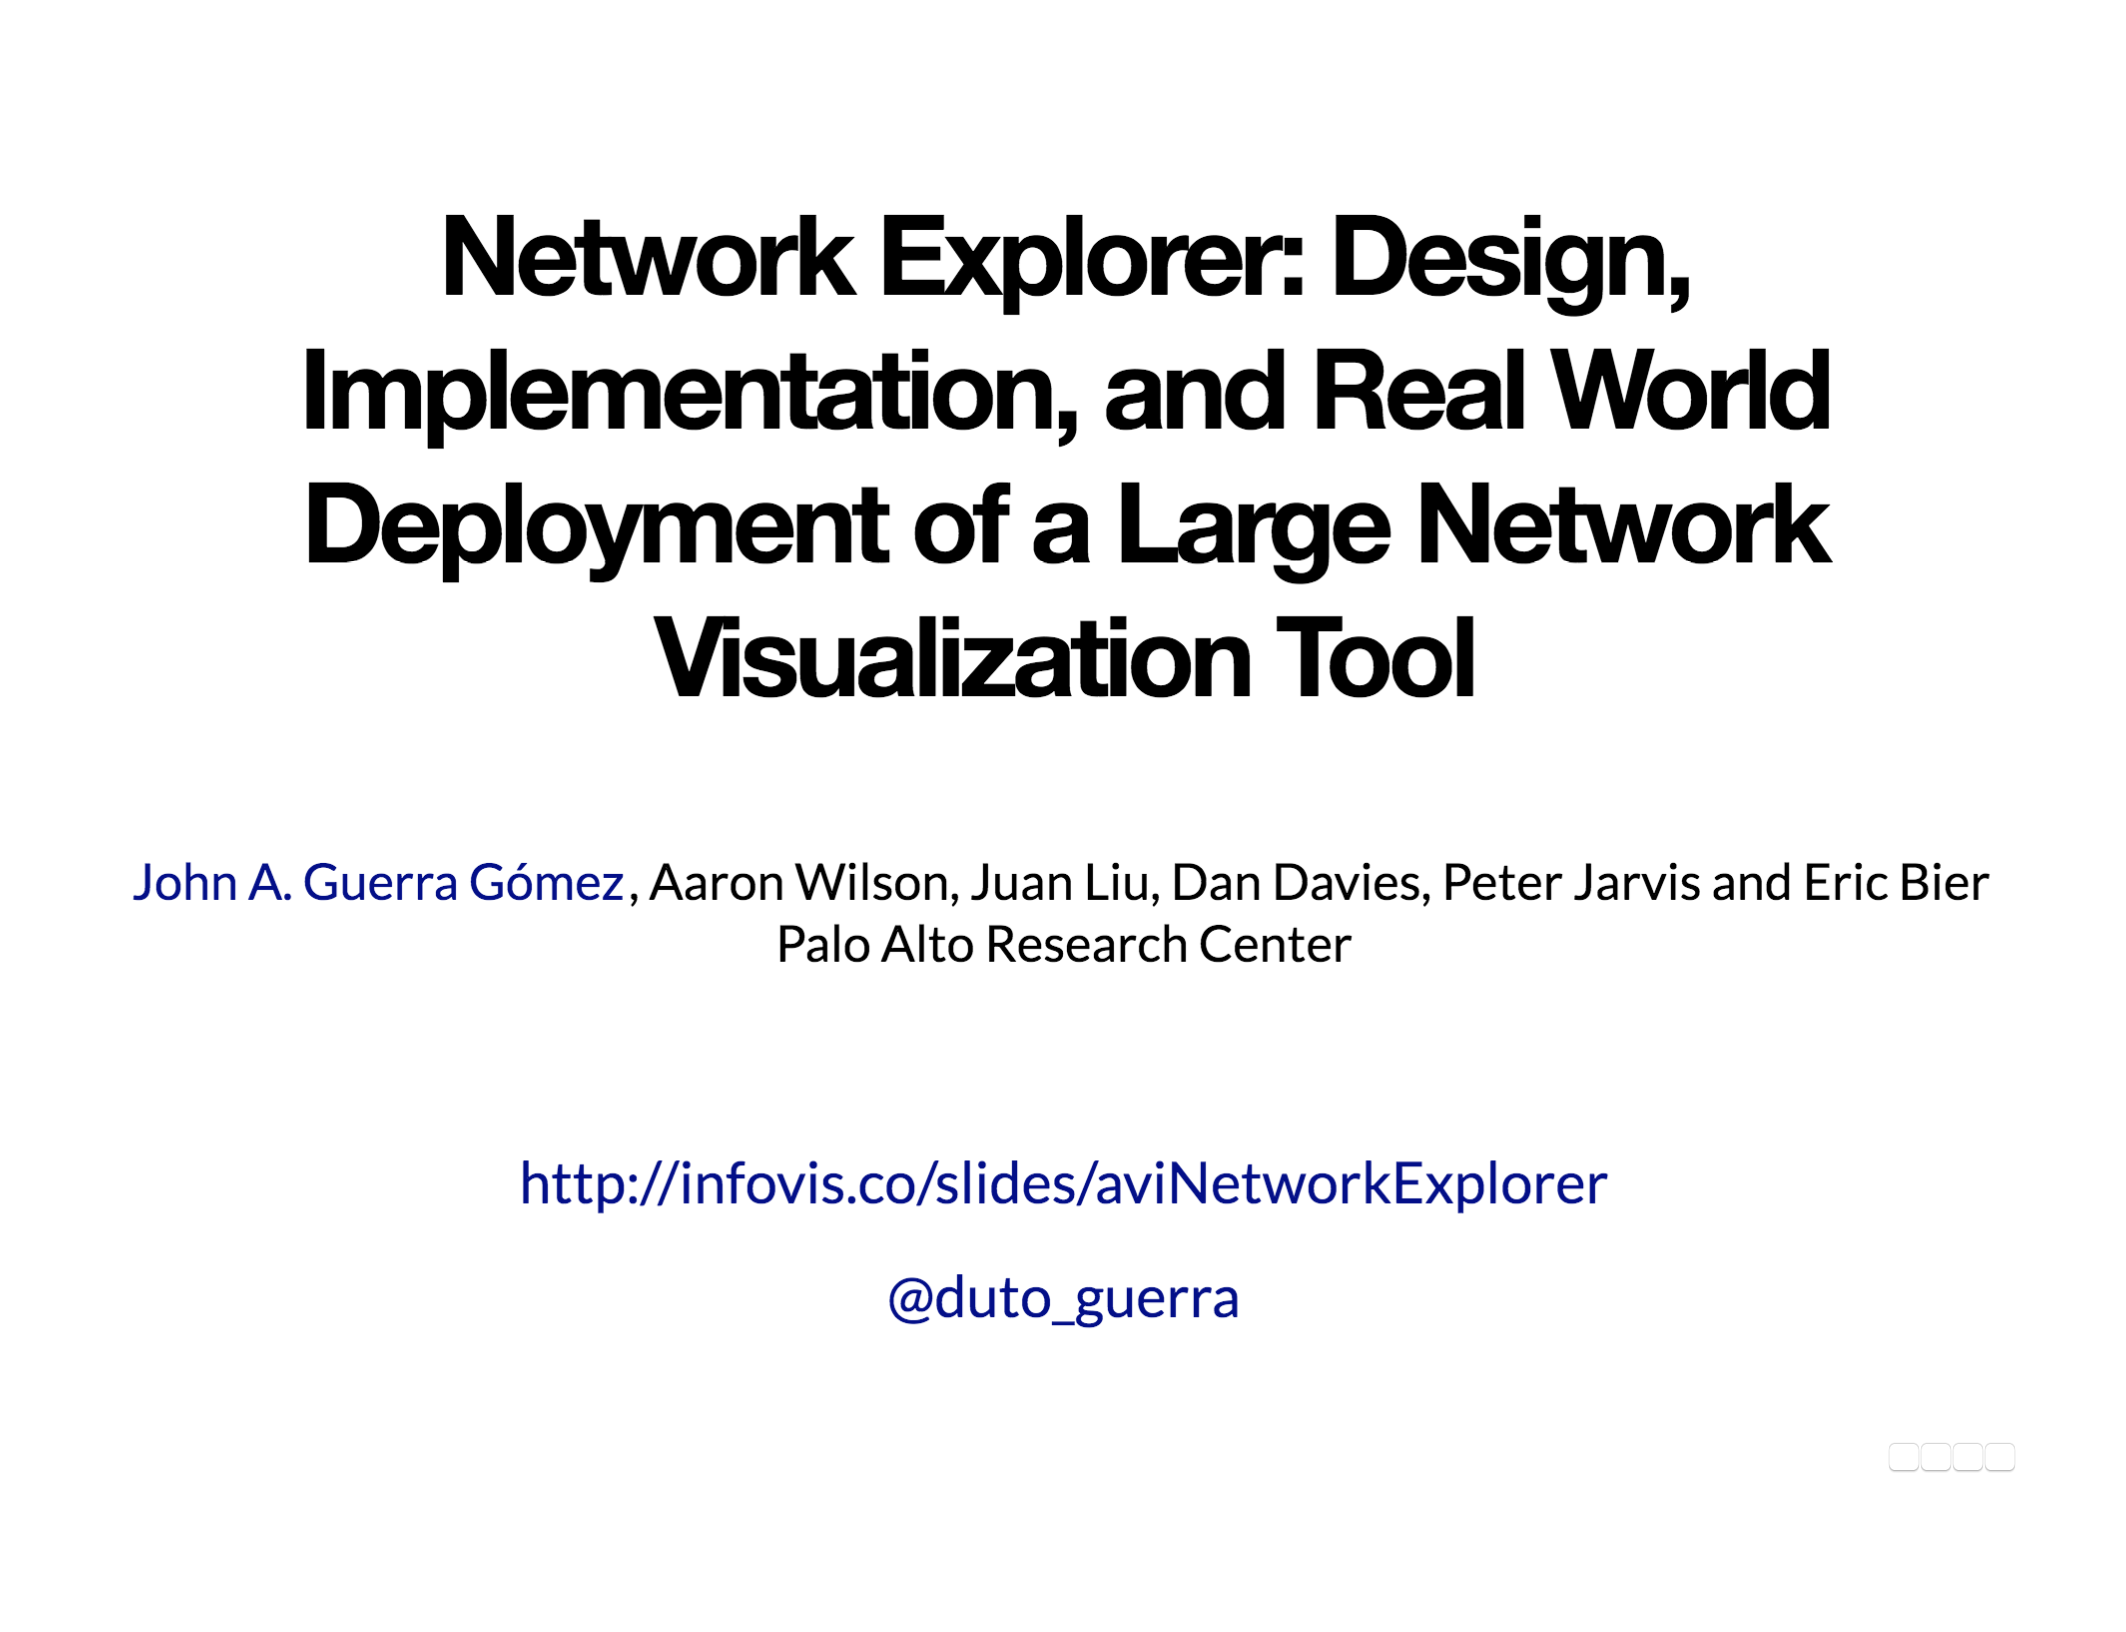 Network Explorer: Design,
Implementation, and Real World
Deployment of a Large Network
Visualization Tool
John A. Guerra Gómez, Aaron Wilson, Juan Liu, Dan Davies, Peter Jarvis and Eric Bier
Palo Alto Research Center
http://infovis.co/slides/aviNetworkExplorer
@duto_guerra